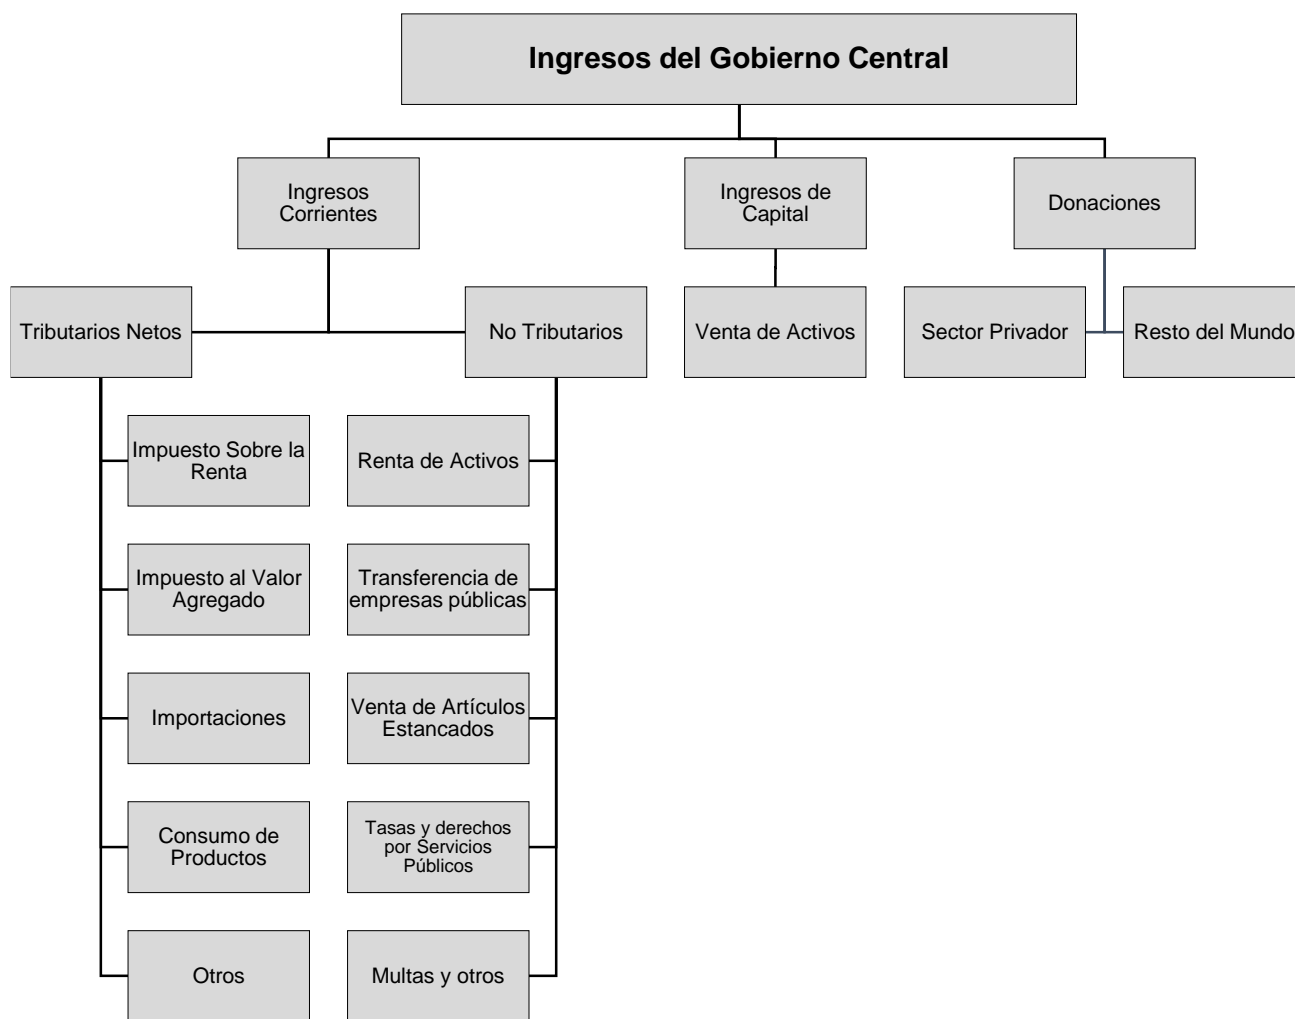 Ingresos del Gobierno Central
Ingresos
Corrientes
Ingresos de
Capital
Donaciones
Tributarios Netos
No Tributarios
Venta de Activos
Sector Privador
Resto del Mundo
Impuesto Sobre la
Renta
Renta de Activos
Impuesto al Valor
Agregado
Transferencia de
empresas públicas
Importaciones
Venta de Artículos
Estancados
Consumo de
Productos
Tasas y derechos
por Servicios
Públicos
Otros
Multas y otros